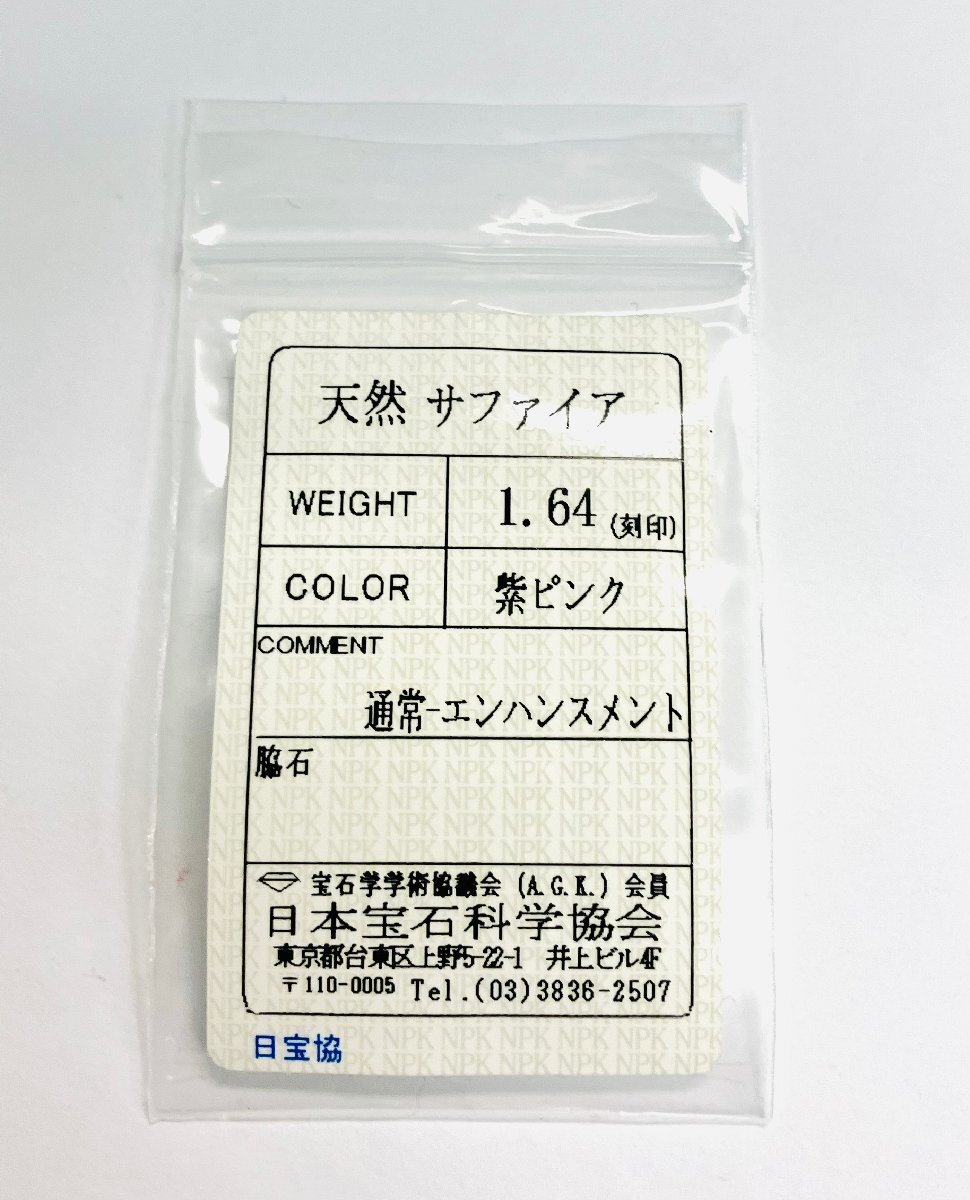 天然 サファイア
WEIGHT 1.64 (刻印)
COLOR 紫ピンク
COMMENT
通常-エンハンスメント
脇石
宝石学学術協議会 (A.G.K.) 会員
日本宝石科学協会
東京都台東区上野5-22-1 井上ビル4F
〒110-0005 Tel.(03)3836-2507
日宝協